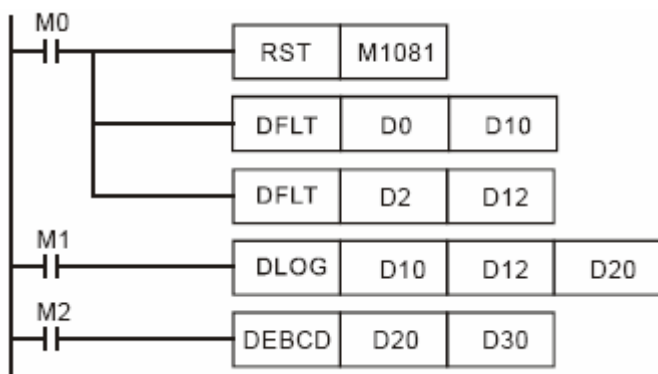 M0
RST M1081
DFLT D0 D10
DFLT D2 D12
M1
DLOG D10 D12 D20
M2
DEBCD D20 D30